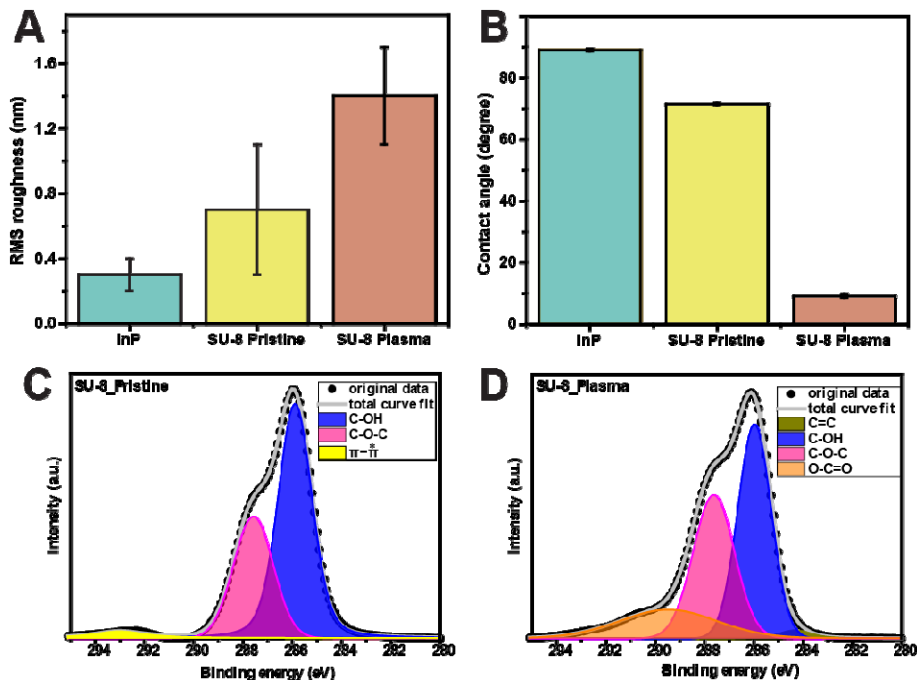 A
RMS roughness (nm)
1.6
1.2
0.8
0.4
0.0
InP
SU-8 Pristine
SU-8 Plasma
B
Contact angle (degree)
80
60
40
20
0
InP
SU-8 Pristine
SU-8 Plasma
C
SU-8_Pristine
original data
total curve fit
C-OH
C-O-C
π-π*
Intensity (a.u.)
294 292 290 288 286 284 282 280
Binding energy (eV)
D
SU-8_Plasma
original data
total curve fit
C=C
C-OH
C-O-C
O-C=O
Intensity (a.u.)
294 292 290 288 286 284 282 280
Binding energy (eV)